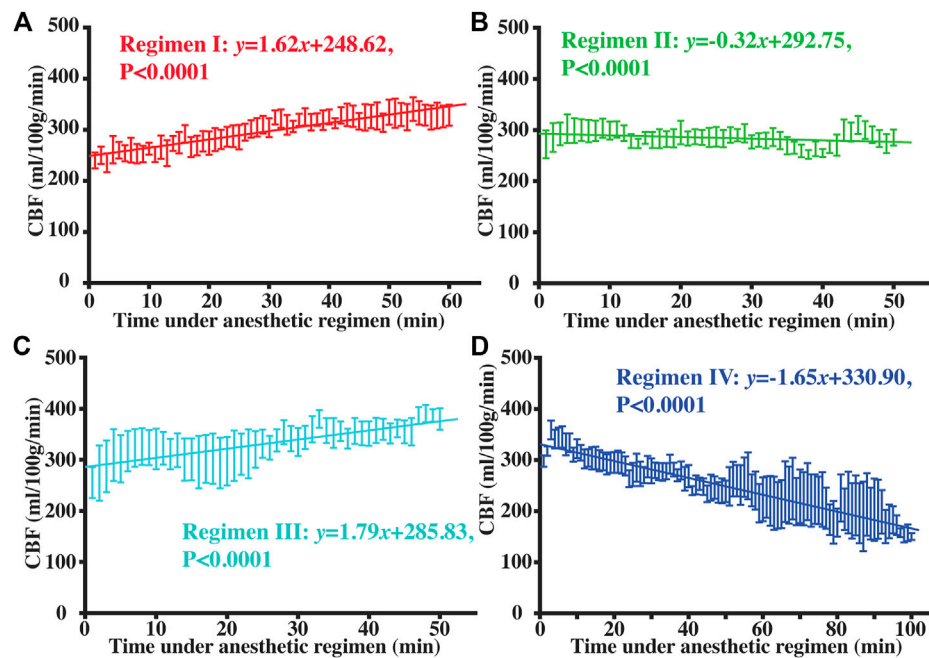 A
500
400
300
200
100
0
CBF (ml/100g/min)
Regimen I: y=1.62x+248.62,
P<0.0001
0 10 20 30 40 50 60
Time under anesthetic regimen (min)
B
500
400
300
200
100
0
CBF (ml/100g/min)
Regimen II: y=-0.32x+292.75,
P<0.0001
0 10 20 30 40 50
Time under anesthetic regimen (min)
C
500
400
300
200
100
0
CBF (ml/100g/min)
Regimen III: y=1.79x+285.83,
P<0.0001
0 10 20 30 40 50
Time under anesthetic regimen (min)
D
500
400
300
200
100
0
CBF (ml/100g/min)
Regimen IV: y=-1.65x+330.90,
P<0.0001
0 20 40 60 80 100
Time under anesthetic regimen (min)